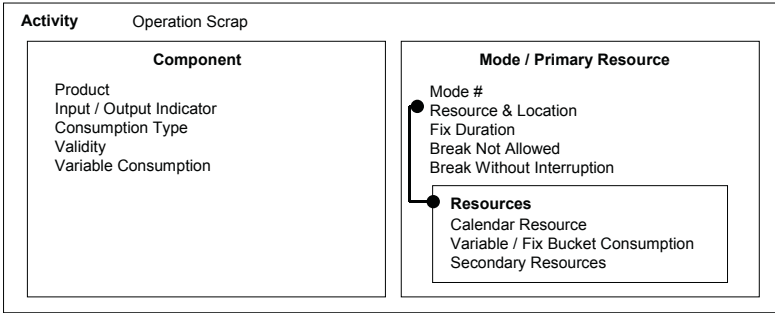 Activity Operation Scrap
Component
Product
Input / Output Indicator
Consumption Type
Validity
Variable Consumption
Mode / Primary Resource
Mode #
Resource & Location
Fix Duration
Break Not Allowed
Break Without Interruption
Resources
Calendar Resource
Variable / Fix Bucket Consumption
Secondary Resources